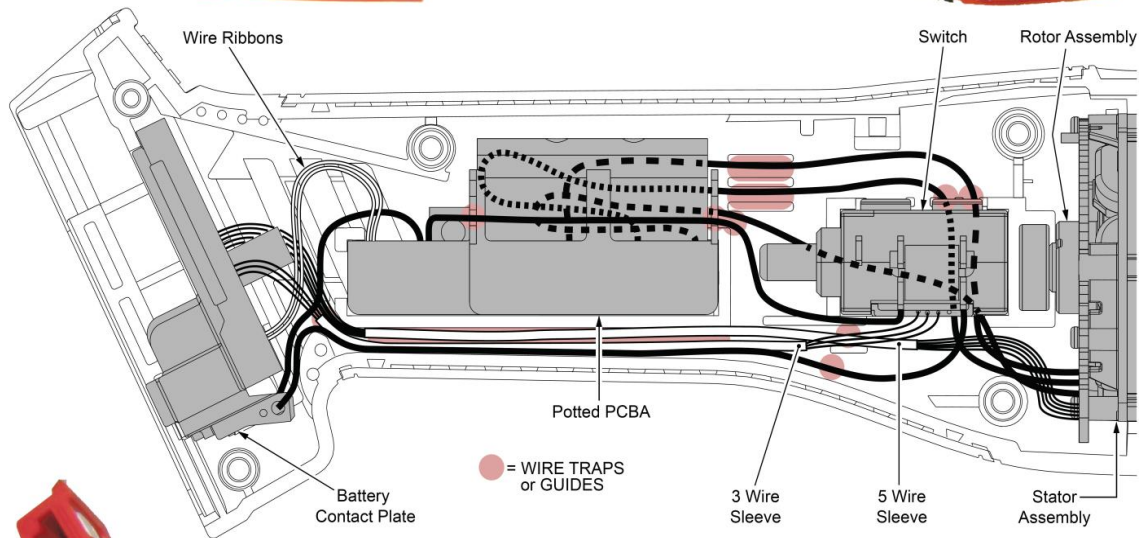 Wire Ribbons
Switch
Rotor Assembly
Potted PCBA
= WIRE TRAPS
or GUIDES
Battery
Contact Plate
3 Wire
Sleeve
5 Wire
Sleeve
Stator
Assembly